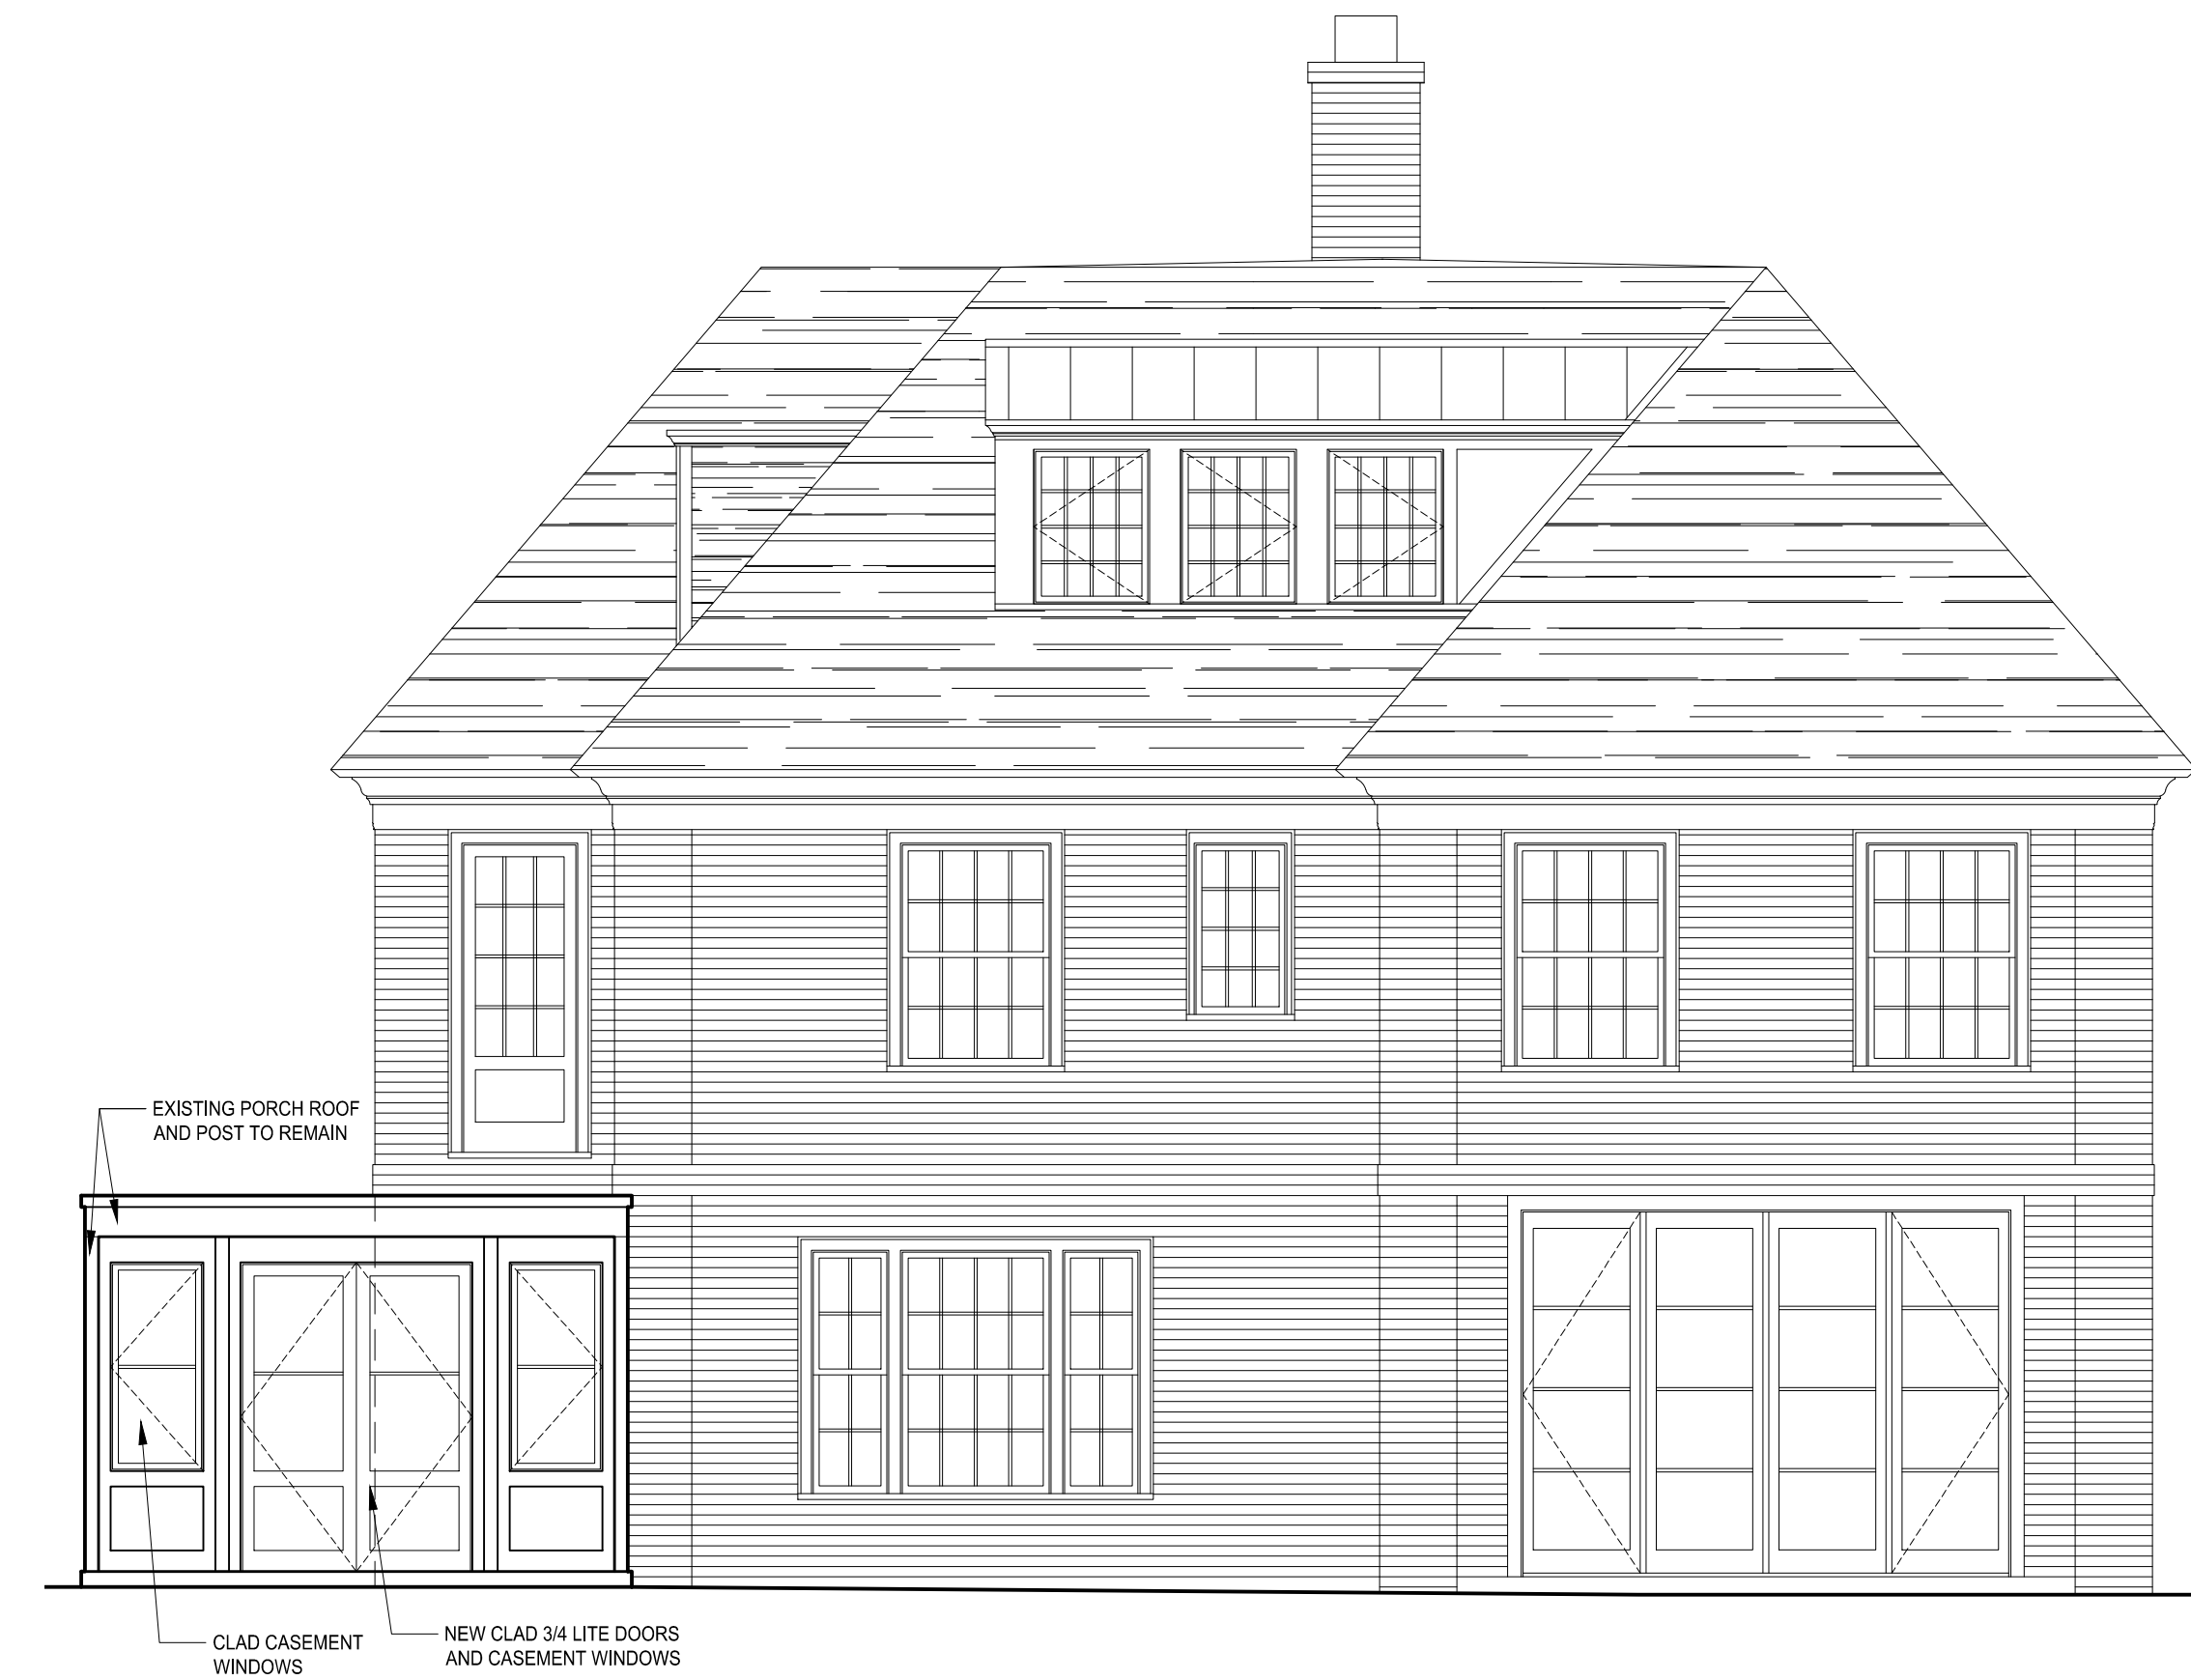 EXISTING PORCH ROOF
AND POST TO REMAIN
CLAD CASEMENT
WINDOWS
NEW CLAD 3/4 LITE DOORS
AND CASEMENT WINDOWS